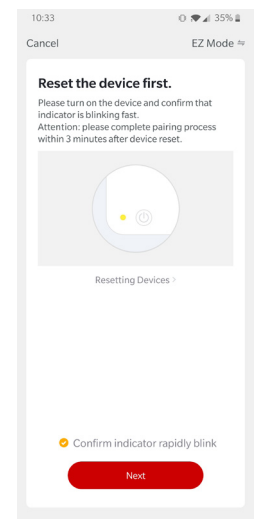 10:33
35%
Cancel
EZ Mode ⇋
Reset the device first.
Please turn on the device and confirm that
indicator is blinking fast.
Attention: please complete pairing process
within 3 minutes after device reset.
Resetting Devices >
Confirm indicator rapidly blink
Next